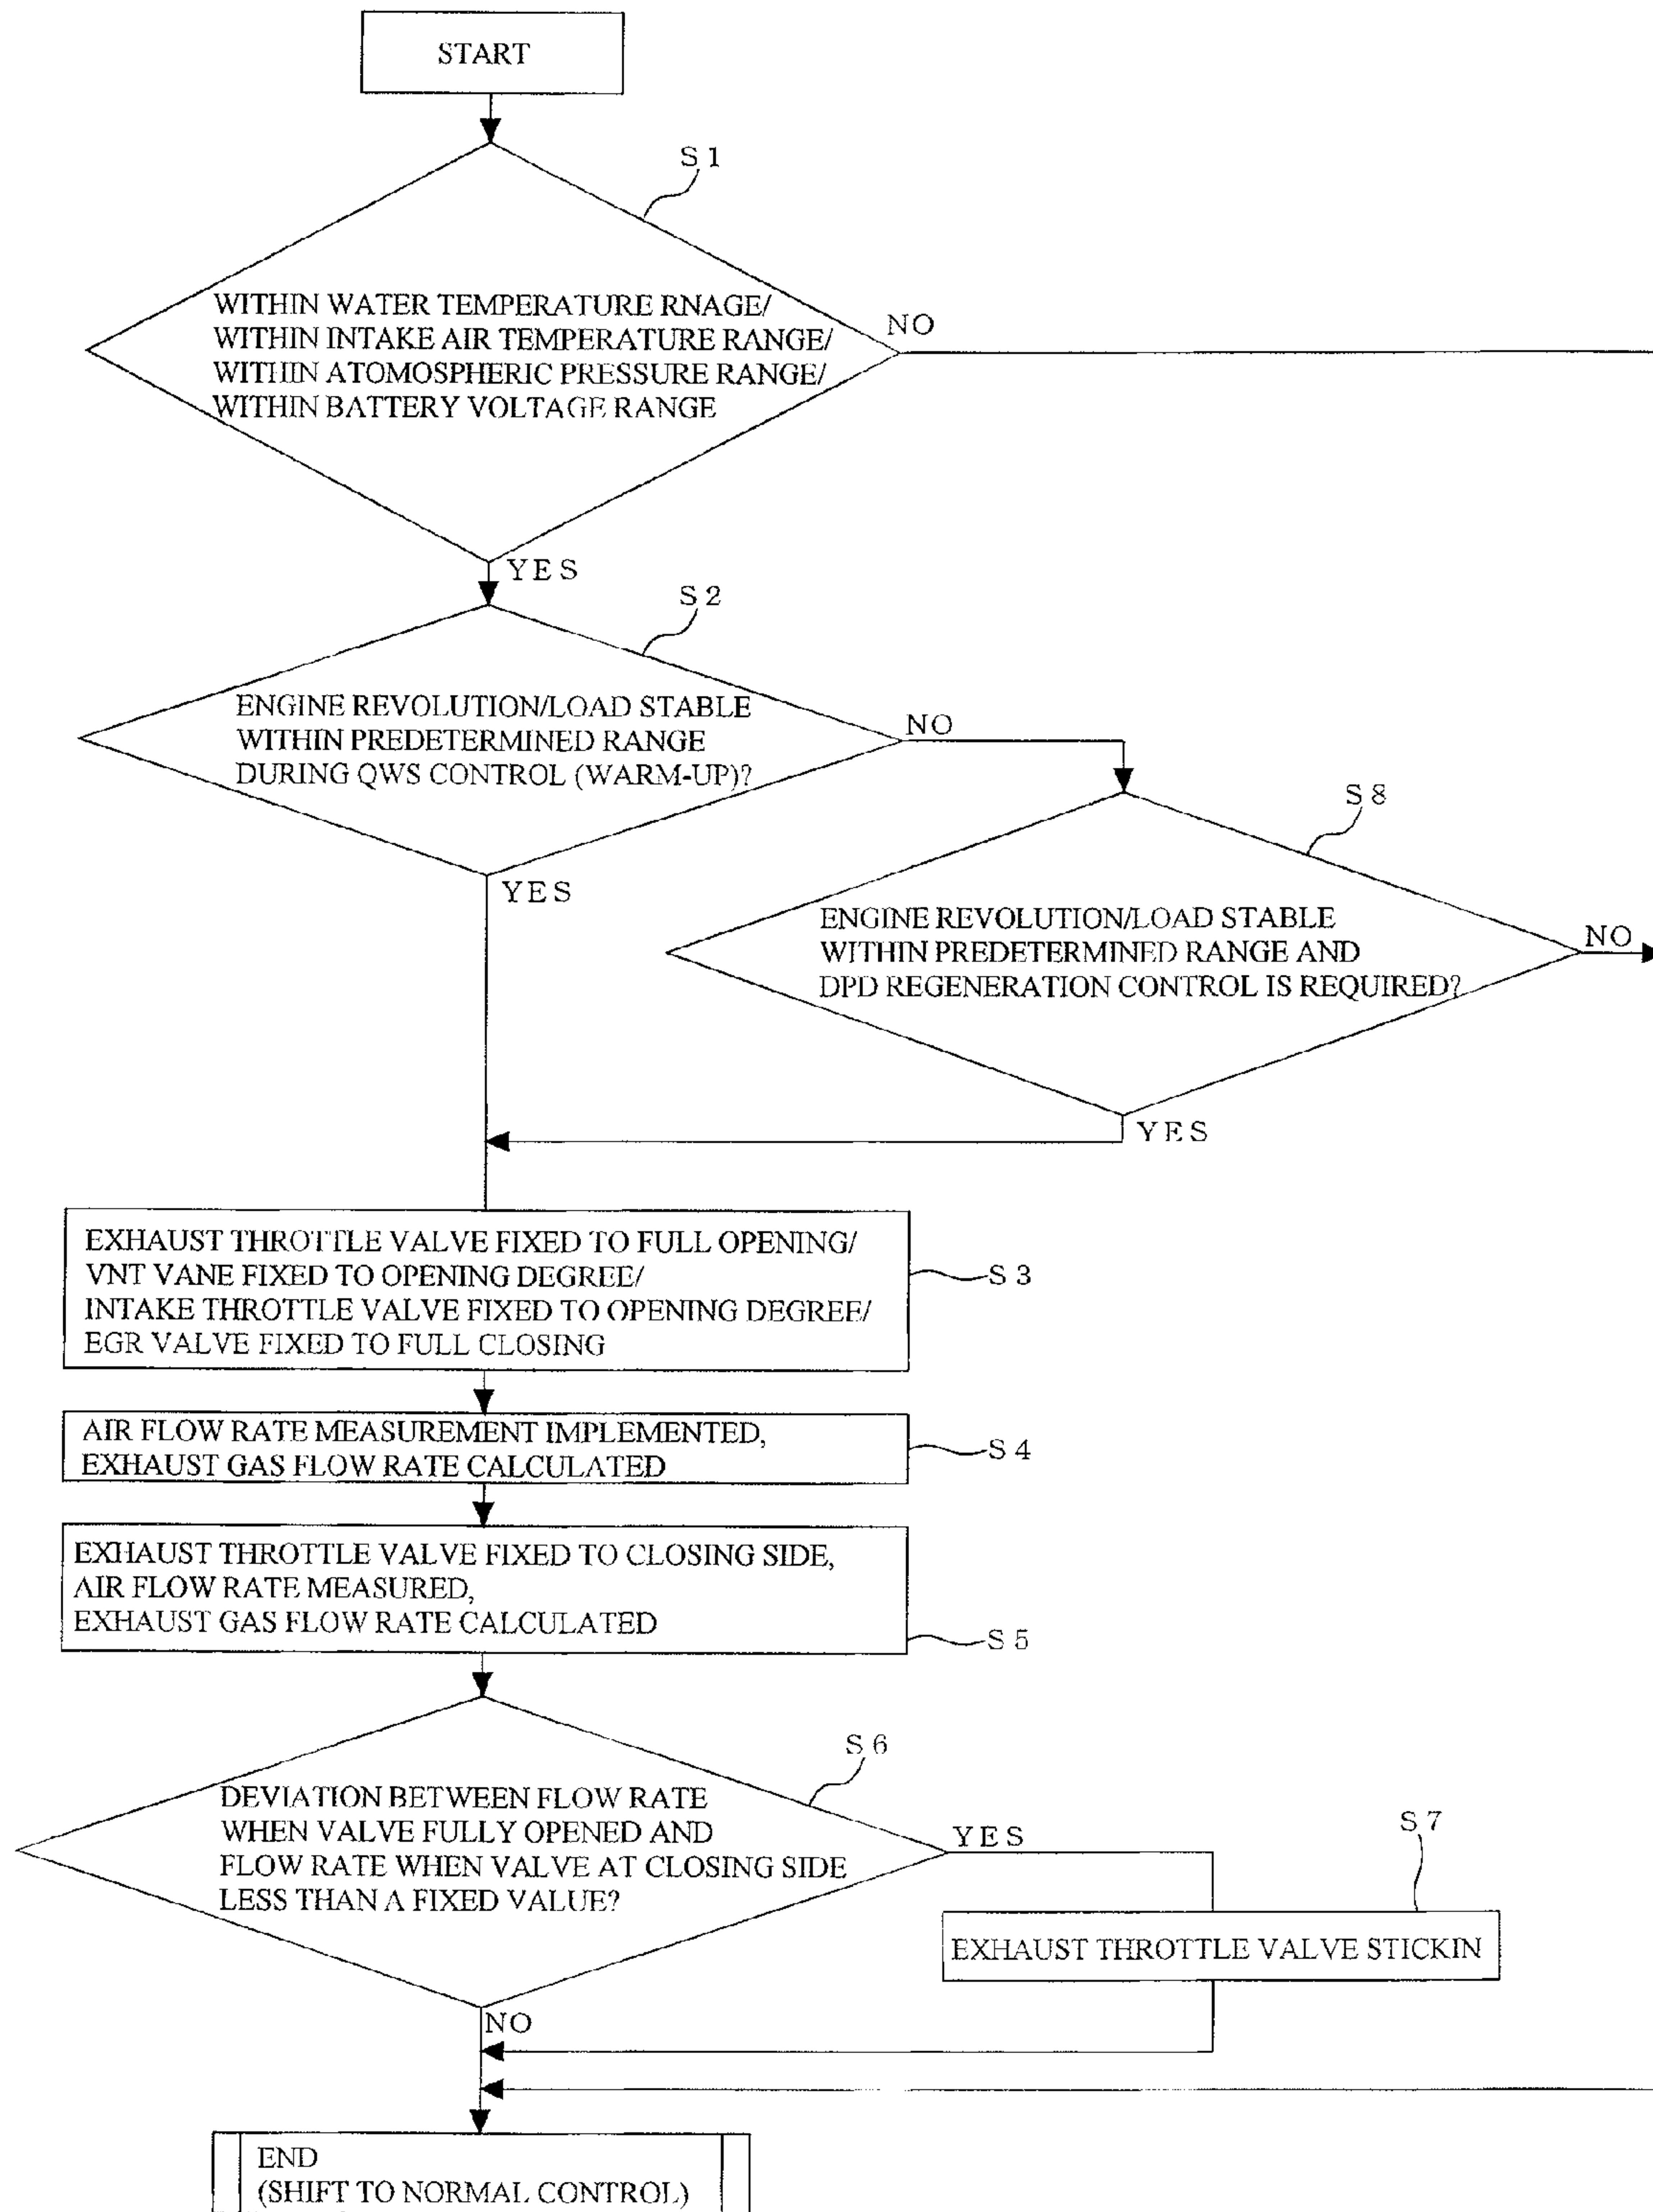 START
S1
WITHIN WATER TEMPERATURE RNAGE/
WITHIN INTAKE AIR TEMPERATURE RANGE/
WITHIN ATOMOSPHERIC PRESSURE RANGE/
WITHIN BATTERY VOLTAGE RANGE
NO
YES
S2
ENGINE REVOLUTION/LOAD STABLE
WITHIN PREDETERMINED RANGE
DURING QWS CONTROL (WARM-UP)?
NO
YES
S8
ENGINE REVOLUTION/LOAD STABLE
WITHIN PREDETERMINED RANGE AND
DPD REGENERATION CONTROL IS REQUIRED?
NO
YES
EXHAUST THROTTLE VALVE FIXED TO FULL OPENING/
VNT VANE FIXED TO OPENING DEGREE/
INTAKE THROTTLE VALVE FIXED TO OPENING DEGREE/
EGR VALVE FIXED TO FULL CLOSING
S3
AIR FLOW RATE MEASUREMENT IMPLEMENTED,
EXHAUST GAS FLOW RATE CALCULATED
S4
EXHAUST THROTTLE VALVE FIXED TO CLOSING SIDE,
AIR FLOW RATE MEASURED,
EXHAUST GAS FLOW RATE CALCULATED
S5
S6
DEVIATION BETWEEN FLOW RATE
WHEN VALVE FULLY OPENED AND
FLOW RATE WHEN VALVE AT CLOSING SIDE
LESS THAN A FIXED VALUE?
YES
S7
EXHAUST THROTTLE VALVE STICKIN
NO
END
(SHIFT TO NORMAL CONTROL)